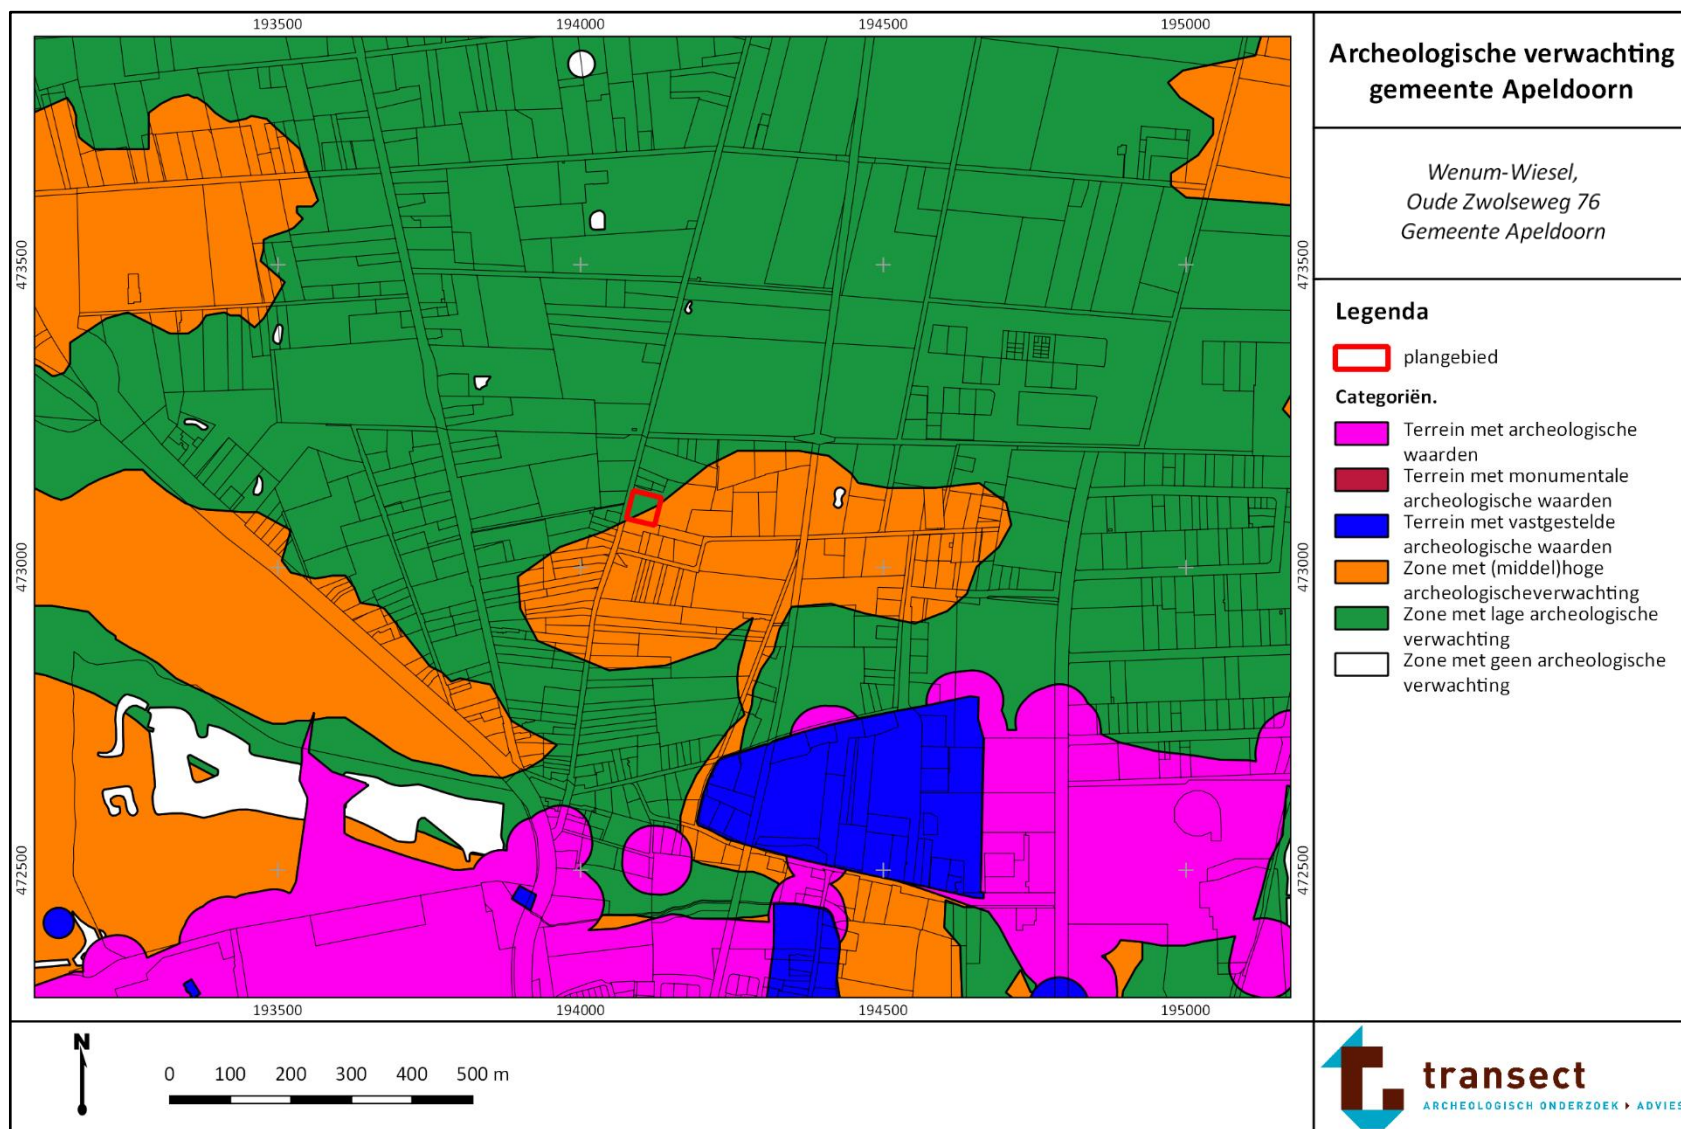 193500 194000 194500 195000
473500 473500
473000 473000
472500 472500
193500 194000 194500 195000
Archeologische verwachting
gemeente Apeldoorn
Wenum-Wiesel,
Oude Zwolseweg 76
Gemeente Apeldoorn
Legenda
plangebied
Categoriën.
Terrein met archeologische
waarden
Terrein met monumentale
archeologische waarden
Terrein met vastgestelde
archeologische waarden
Zone met (middel)hoge
archeologischeverwachting
Zone met lage archeologische
verwachting
Zone met geen archeologische
verwachting
N
0 100 200 300 400 500 m
transect
ARCHEOLOGISCH ONDERZOEK ADVIES